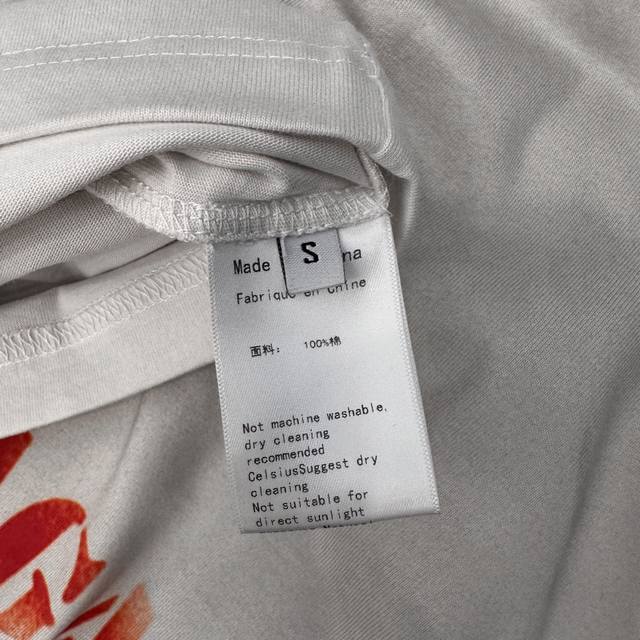 S
Made na
Fabrique en Chine
面料： 100%棉
Not machine washable,
dry cleaning
recommended
CelsiusSuggest dry
cleaning
Not suitable for
direct sunlight